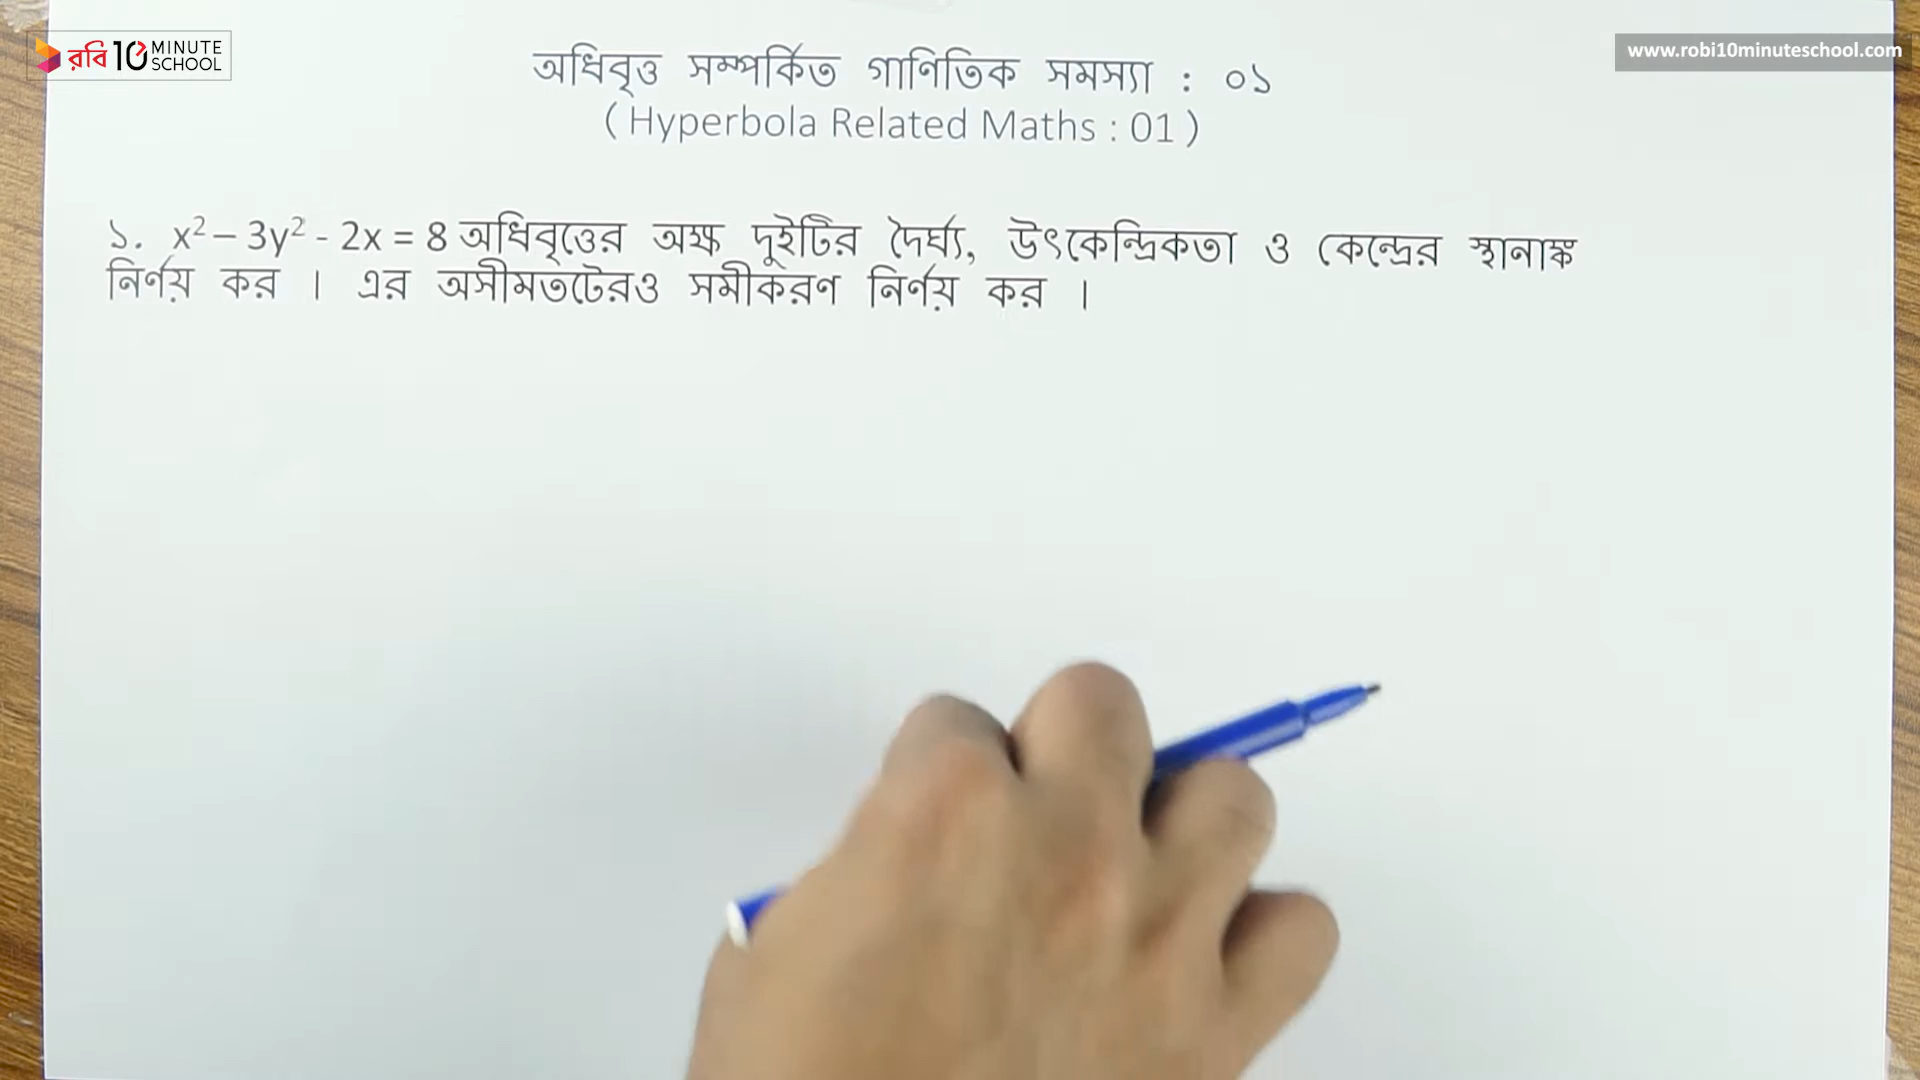 রবি 10 MINUTE SCHOOL
www.robi10minuteschool.com
অধিবৃত্ত সম্পর্কিত গাণিতিক সমস্যা : ০১
( Hyperbola Related Maths : 01 )
১. x² – 3y² - 2x = 8 অধিবৃত্তের অক্ষ দুইটির দৈর্ঘ্য, উৎকেন্দ্রিকতা ও কেন্দ্রের স্থানাঙ্ক
নির্ণয় কর । এর অসীমতটেরও সমীকরণ নির্ণয় কর ।